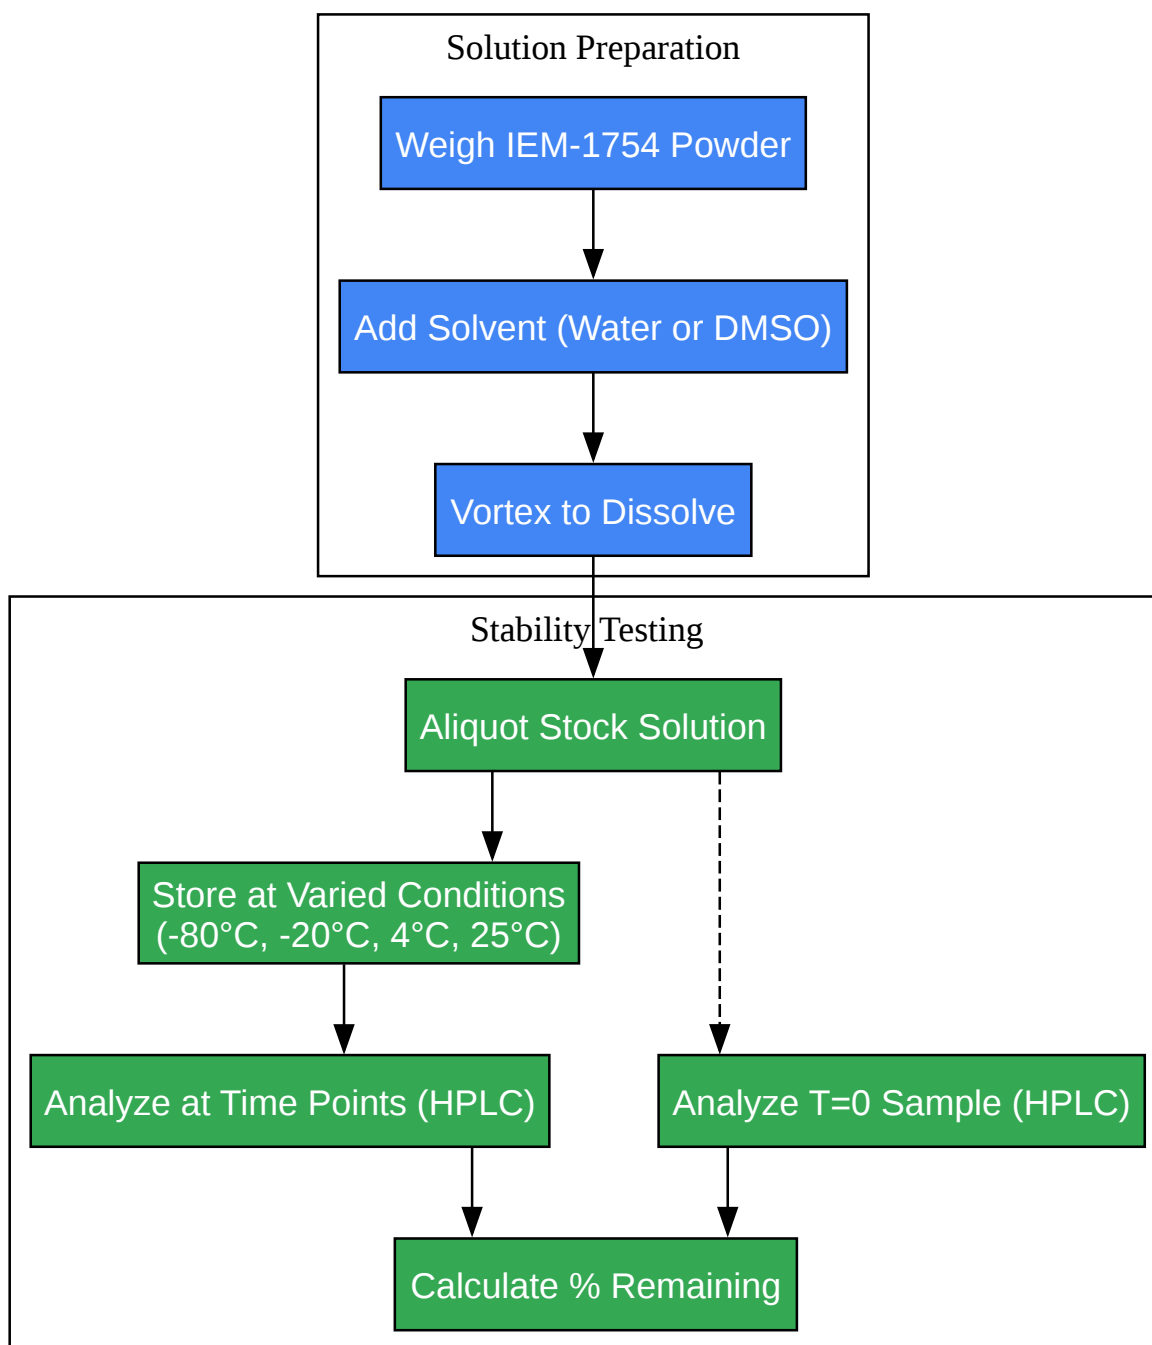 Solution Preparation
Weigh IEM-1754 Powder
Add Solvent (Water or DMSO)
Vortex to Dissolve
Stability Testing
Aliquot Stock Solution
Store at Varied Conditions
(-80°C, -20°C, 4°C, 25°C)
Analyze at Time Points (HPLC)
Analyze T=0 Sample (HPLC)
Calculate % Remaining